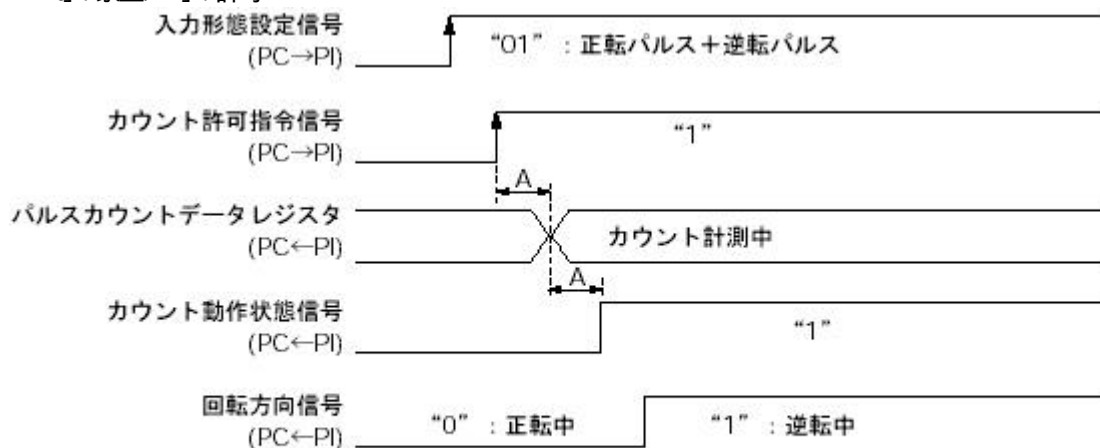 入力形態設定信号
(PC→PI)
“01” ：正転パルス＋逆転パルス
カウント許可指令信号
(PC→PI)
“1”
A
パルスカウントデータレジスタ
(PC←PI)
カウント計測中
A
カウント動作状態信号
(PC←PI)
“1”
回転方向信号
(PC←PI)
“0” ：正転中
“1” ：逆転中